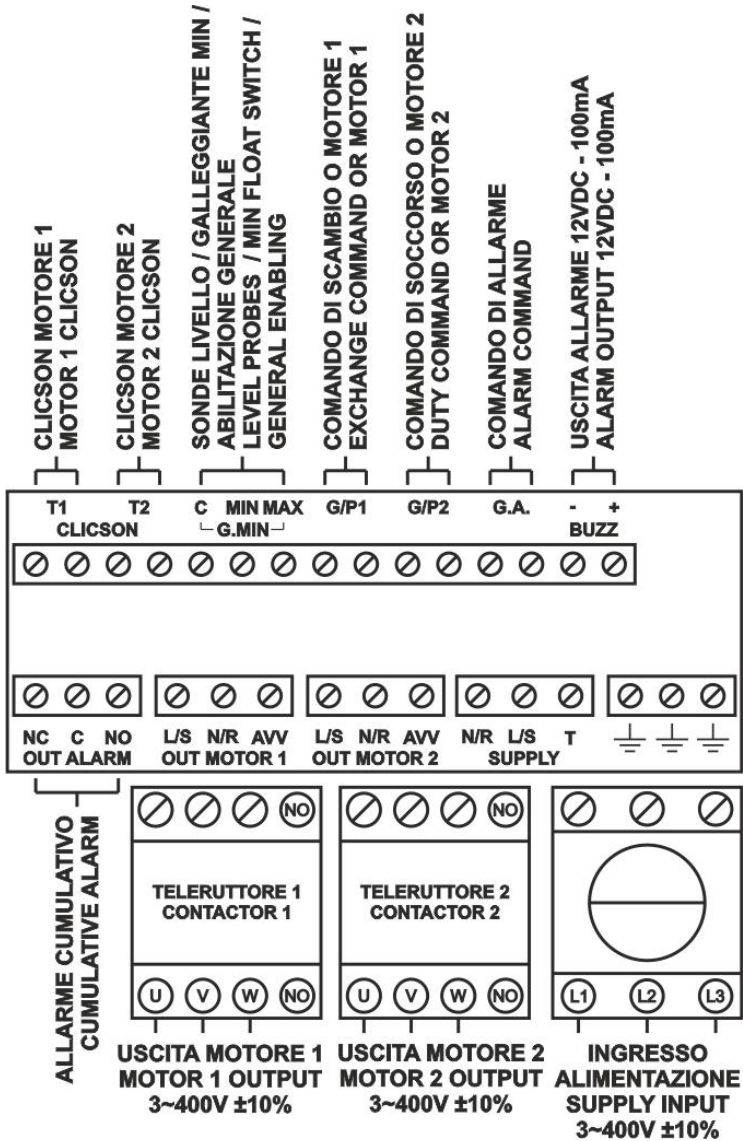 CLICSON MOTORE 1
MOTOR 1 CLICSON
CLICSON MOTORE 2
MOTOR 2 CLICSON
SONDE LIVELLO / GALLEGGIANTE MIN /
ABILITAZIONE GENERALE
LEVEL PROBES / MIN FLOAT SWITCH /
GENERAL ENABLING
COMANDO DI SCAMBIO O MOTORE 1
EXCHANGE COMMAND OR MOTOR 1
COMANDO DI SOCCORSO O MOTORE 2
DUTY COMMAND OR MOTOR 2
COMANDO DI ALLARME
ALARM COMMAND
USCITA ALLARME 12VDC - 100mA
ALARM OUTPUT 12VDC - 100mA
T1 T2 C MIN MAX G/P1 G/P2 G.A. - +
CLICSON G.MIN BUZZ
NC C NO L/S N/R AVV L/S N/R AVV N/R L/S T
OUT ALARM OUT MOTOR 1 OUT MOTOR 2 SUPPLY
ALLARME CUMULATIVO
CUMULATIVE ALARM
NO NO
TELERUTTORE 1
CONTACTOR 1
TELERUTTORE 2
CONTACTOR 2
U V W NO U V W NO L1 L2 L3
USCITA MOTORE 1
MOTOR 1 OUTPUT
3~400V ±10%
USCITA MOTORE 2
MOTOR 2 OUTPUT
3~400V ±10%
INGRESSO
ALIMENTAZIONE
SUPPLY INPUT
3~400V ±10%